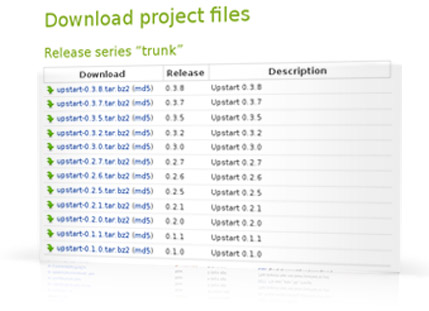 Download project files
Release series “trunk”
Download Release Description
upstart-0.3.8.tar.bz2 (md5) 0.3.8 Upstart 0.3.8
upstart-0.3.7.tar.bz2 (md5) 0.3.7 Upstart 0.3.7
upstart-0.3.5.tar.bz2 (md5) 0.3.5 Upstart 0.3.5
upstart-0.3.2.tar.bz2 (md5) 0.3.2 Upstart 0.3.2
upstart-0.3.0.tar.bz2 (md5) 0.3.0 Upstart 0.3.0
upstart-0.2.7.tar.bz2 (md5) 0.2.7 Upstart 0.2.7
upstart-0.2.6.tar.bz2 (md5) 0.2.6 Upstart 0.2.6
upstart-0.2.5.tar.bz2 (md5) 0.2.5 Upstart 0.2.5
upstart-0.2.1.tar.bz2 (md5) 0.2.1 Upstart 0.2.1
upstart-0.2.0.tar.bz2 (md5) 0.2.0 Upstart 0.2.0
upstart-0.1.1.tar.bz2 (md5) 0.1.1 Upstart 0.1.1
upstart-0.1.0.tar.bz2 (md5) 0.1.0 Upstart 0.1.0